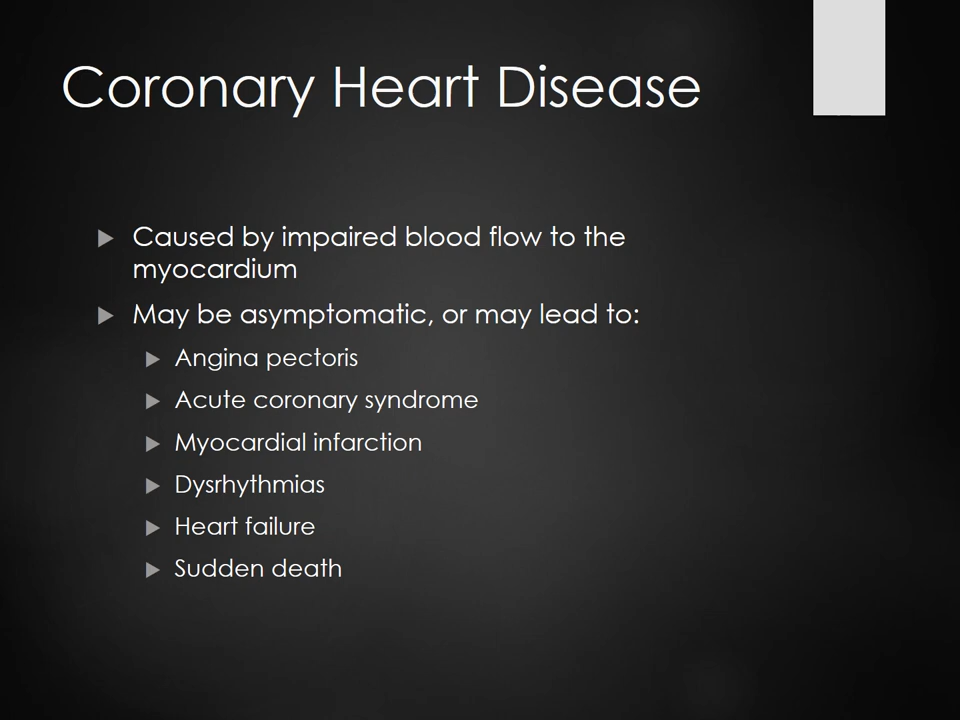 Coronary Heart Disease
Caused by impaired blood flow to the
myocardium
May be asymptomatic, or may lead to:
Angina pectoris
Acute coronary syndrome
Myocardial infarction
Dysrhythmias
Heart failure
Sudden death